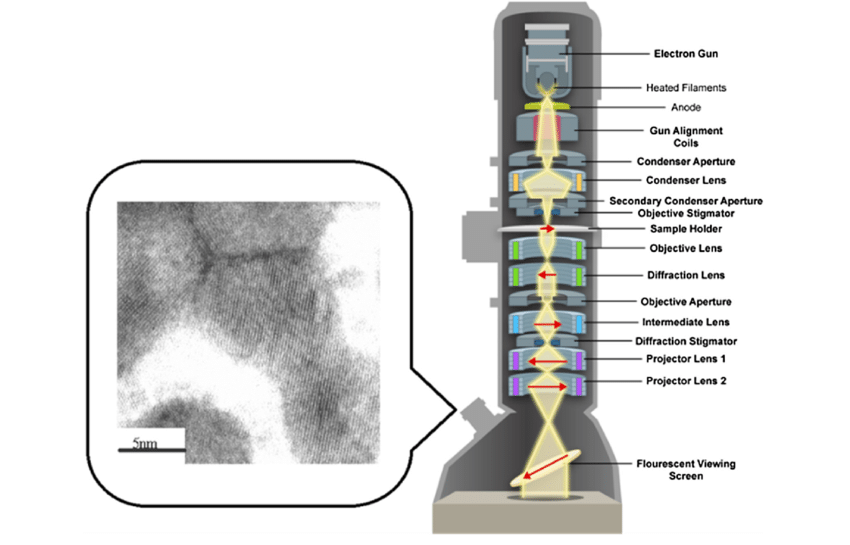 Electron Gun
Heated Filaments
Anode
Gun Alignment
Coils
Condenser Aperture
Condenser Lens
Secondary Condenser Aperture
Objective Stigmator
Sample Holder
Objective Lens
Diffraction Lens
Objective Aperture
Intermediate Lens
Diffraction Stigmator
Projector Lens 1
Projector Lens 2
Flourescent Viewing
Screen
5nm